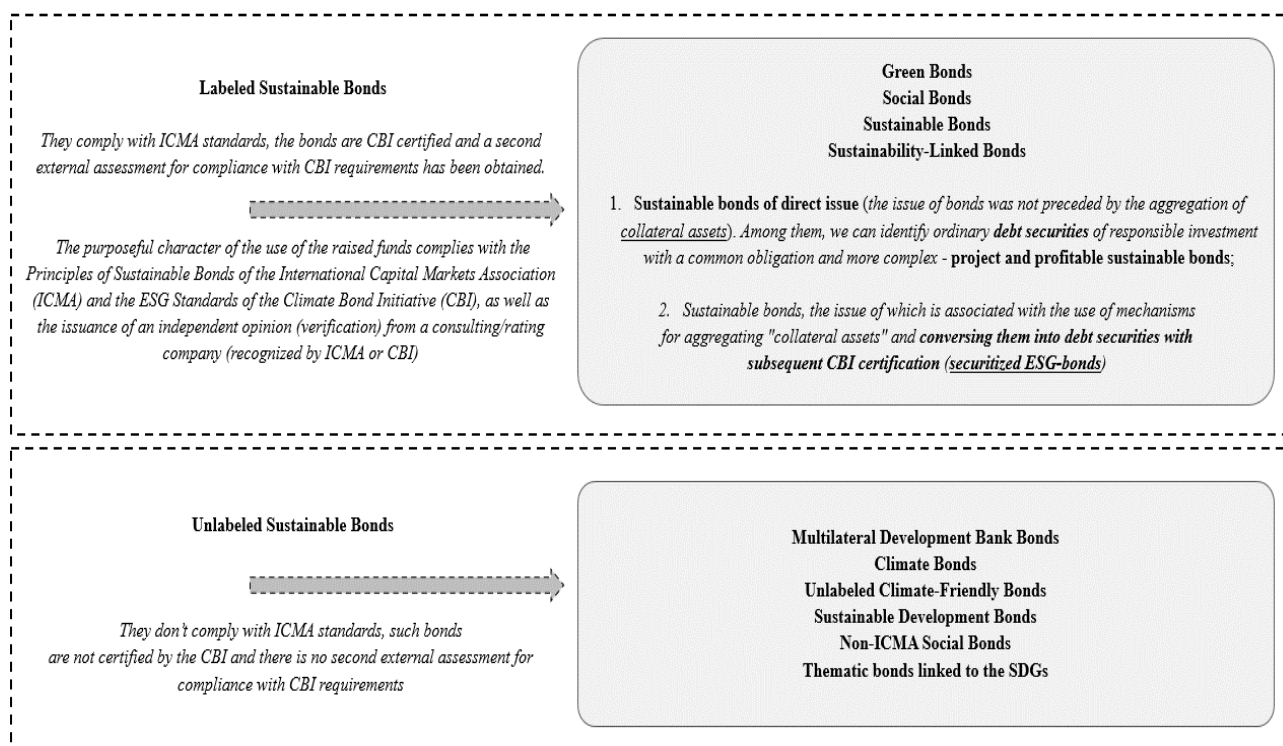 Labeled Sustainable Bonds
They comply with ICMA standards, the bonds are CBI certified and a second
external assessment for compliance with CBI requirements has been obtained.
The purposeful character of the use of the raised funds complies with the
Principles of Sustainable Bonds of the International Capital Markets Association
(ICMA) and the ESG Standards of the Climate Bond Initiative (CBI), as well as
the issuance of an independent opinion (verification) from a consulting/rating
company (recognized by ICMA or CBI)
Green Bonds
Social Bonds
Sustainable Bonds
Sustainability-Linked Bonds
1. Sustainable bonds of direct issue (the issue of bonds was not preceded by the aggregation of
collateral assets). Among them, we can identify ordinary debt securities of responsible investment
with a common obligation and more complex - project and profitable sustainable bonds;
2. Sustainable bonds, the issue of which is associated with the use of mechanisms
for aggregating "collateral assets" and conversing them into debt securities with
subsequent CBI certification (securitized ESG-bonds)
Unlabeled Sustainable Bonds
They don't comply with ICMA standards, such bonds
are not certified by the CBI and there is no second external assessment for
compliance with CBI requirements
Multilateral Development Bank Bonds
Climate Bonds
Unlabeled Climate-Friendly Bonds
Sustainable Development Bonds
Non-ICMA Social Bonds
Thematic bonds linked to the SDGs